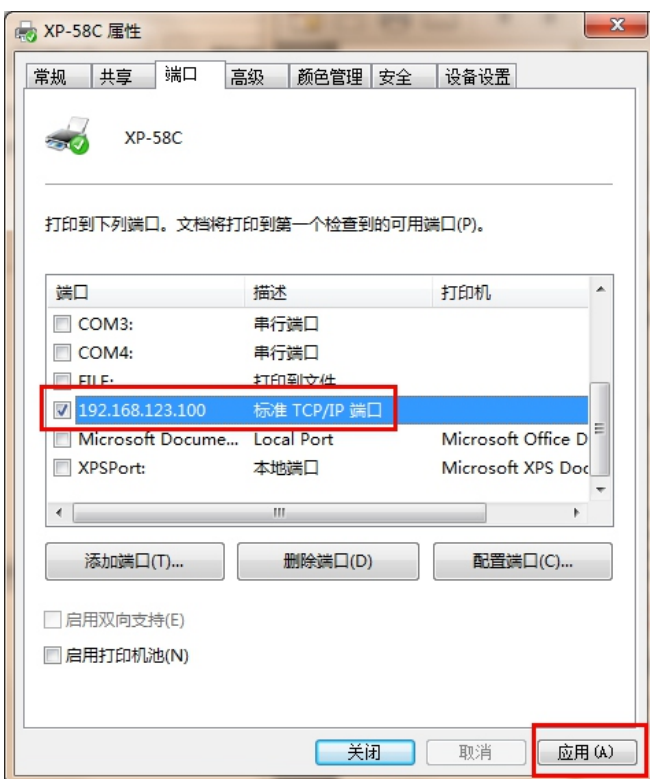 XP-58C 属性
常规 共享 端口 高级 颜色管理 安全 设备设置
XP-58C
打印到下列端口。文档将打印到第一个检查到的可用端口(P)。
端口 描述 打印机
COM3: 串行端口
COM4: 串行端口
FILE: 打印到文件
192.168.123.100 标准 TCP/IP 端口
Microsoft Docume... Local Port Microsoft Office D
XPSPort: 本地端口 Microsoft XPS Doc
添加端口(T)... 删除端口(D) 配置端口(C)...
启用双向支持(E)
启用打印机池(N)
关闭 取消 应用(A)